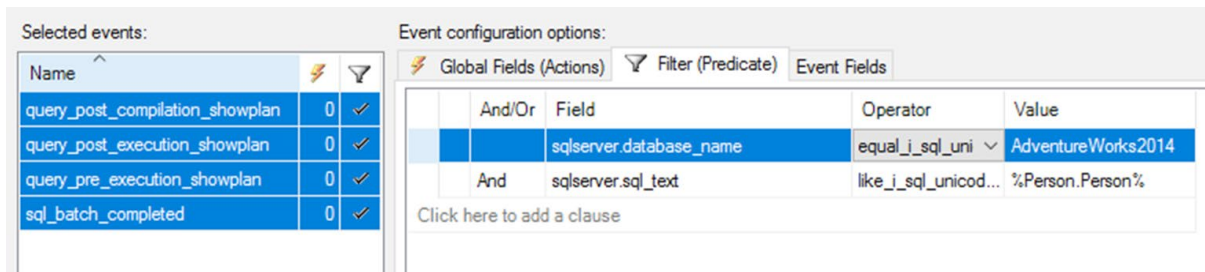 Selected events:
Name
query_post_compilation_showplan 0
query_post_execution_showplan 0
query_pre_execution_showplan 0
sql_batch_completed 0
Event configuration options:
Global Fields (Actions) Filter (Predicate) Event Fields
And/Or Field Operator Value
sqlserver.database_name equal_i_sql_uni AdventureWorks2014
And sqlserver.sql_text like_i_sql_unicod... %Person.Person%
Click here to add a clause